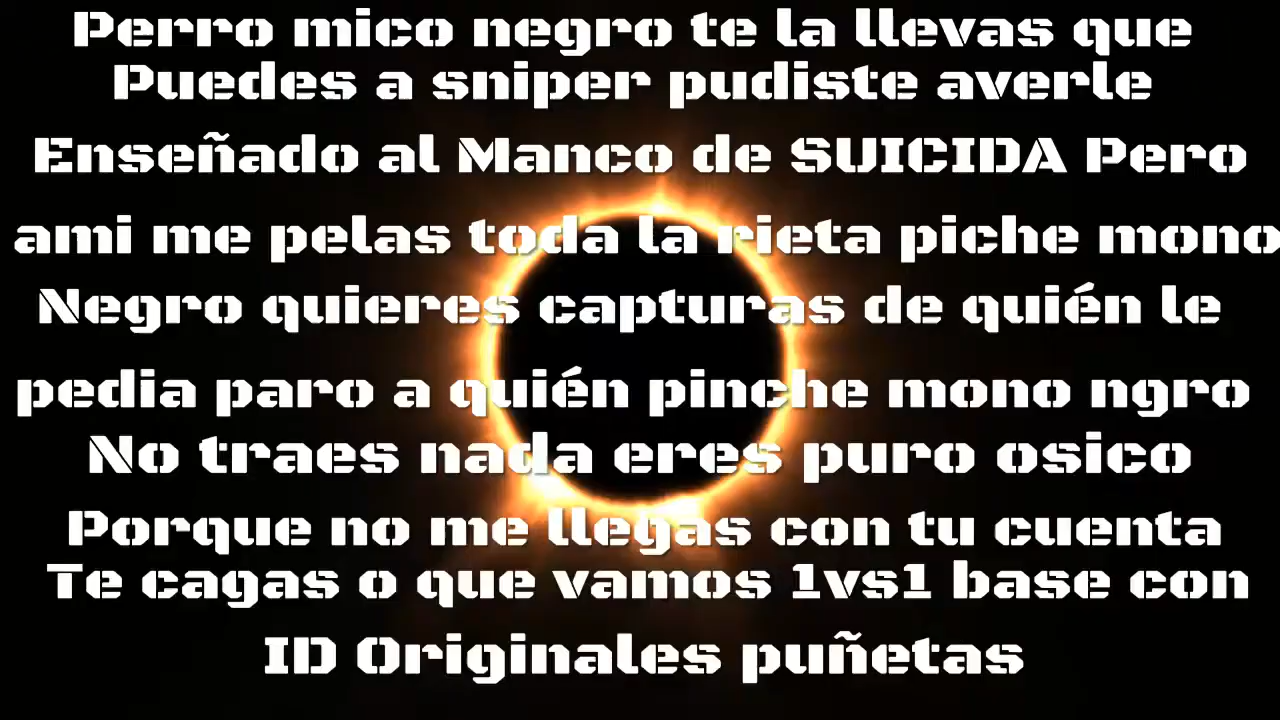 Perro mico negro te la llevas que
Puedes a sniper pudiste averle
Enseñado al Manco de SUICIDA Pero
ami me pelas toda la rieta piche mono
Negro quieres capturas de quién le
pedia paro a quién pinche mono ngro
No traes nada eres puro osico
Porque no me llegas con tu cuenta
Te cagas o que vamos 1vs1 base con
ID Originales puñetas